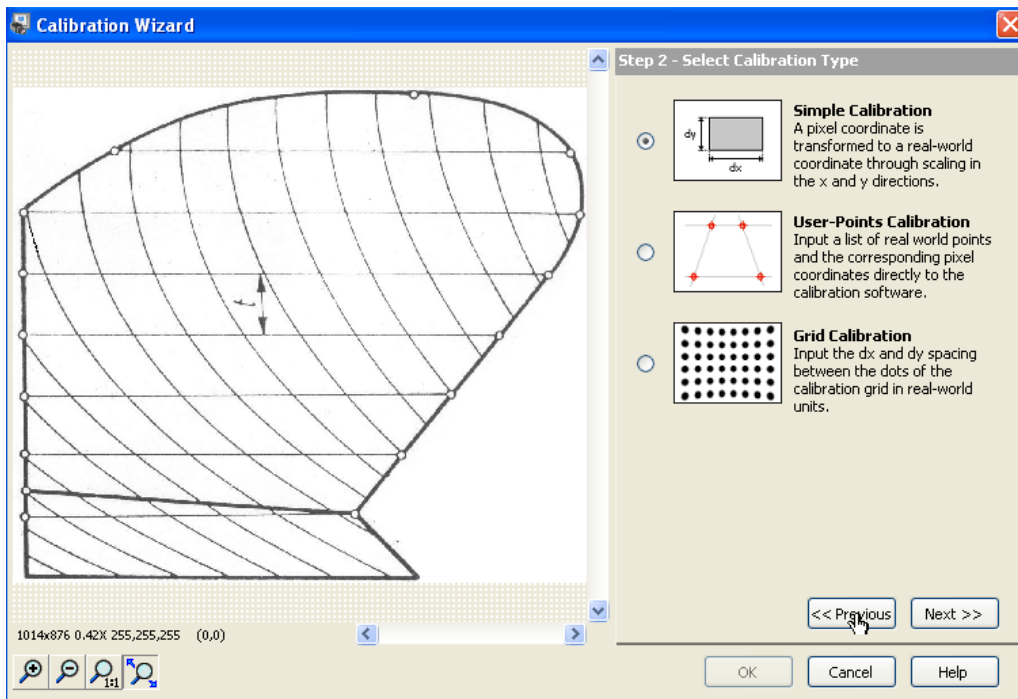 Calibration Wizard
Step 2 - Select Calibration Type
dy
dx
Simple Calibration
A pixel coordinate is
transformed to a real-world
coordinate through scaling in
the x and y directions.
User-Points Calibration
Input a list of real world points
and the corresponding pixel
coordinates directly to the
calibration software.
Grid Calibration
Input the dx and dy spacing
between the dots of the
calibration grid in real-world
units.
t
<< Previous
Next >>
1014x876 0.42X 255,255,255 (0,0)
1:1
OK
Cancel
Help